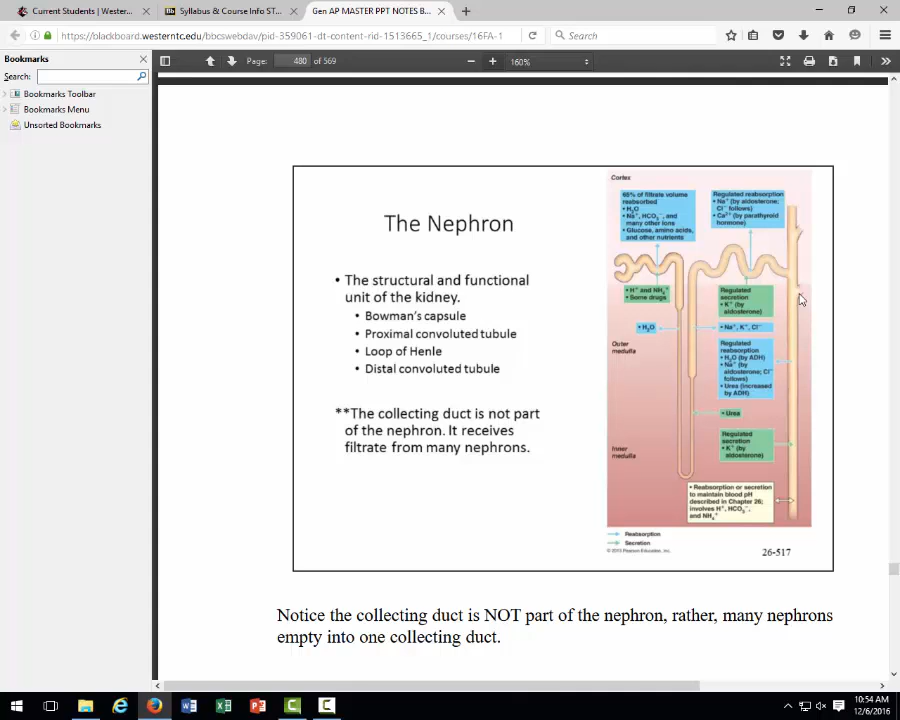 Current Students | Wester...
Syllabus & Course Info ST...
Gen AP MASTER PPT NOTES B...
https://blackboard.westerntc.edu/bbcswebdav/pid-359061-dt-content-rid-1513665_1/courses/16FA-1
Search
Bookmarks
Page: 480 of 569
160%
Search:
Bookmarks Toolbar
Bookmarks Menu
Unsorted Bookmarks
The Nephron
• The structural and functional
unit of the kidney.
• Bowman's capsule
• Proximal convoluted tubule
• Loop of Henle
• Distal convoluted tubule
**The collecting duct is not part
of the nephron. It receives
filtrate from many nephrons.
Cortex
65% of filtrate volume
reabsorbed
• H₂O
• Na⁺, HCO₃⁻, and
many other ions
• Glucose, amino acids,
and other nutrients
Regulated reabsorption
• Na⁺ (by aldosterone;
Cl⁻ follows)
• Ca²⁺ (by parathyroid
hormone)
• H⁺ and NH₄⁺
• Some drugs
Regulated
secretion
• K⁺ (by
aldosterone)
• H₂O
• Na⁺, K⁺, Cl⁻
Outer
medulla
Regulated
reabsorption
• H₂O (by ADH)
• Na⁺ (by
aldosterone; Cl⁻
follows)
• Urea (increased
by ADH)
• Urea
Regulated
secretion
• K⁺ (by
aldosterone)
Inner
medulla
• Reabsorption or secretion
to maintain blood pH
described in Chapter 26;
involves H⁺, HCO₃⁻,
and NH₄⁺
Reabsorption
Secretion
© 2013 Pearson Education, Inc.
26-517
Notice the collecting duct is NOT part of the nephron, rather, many nephrons
empty into one collecting duct.
10:54 AM
12/6/2016